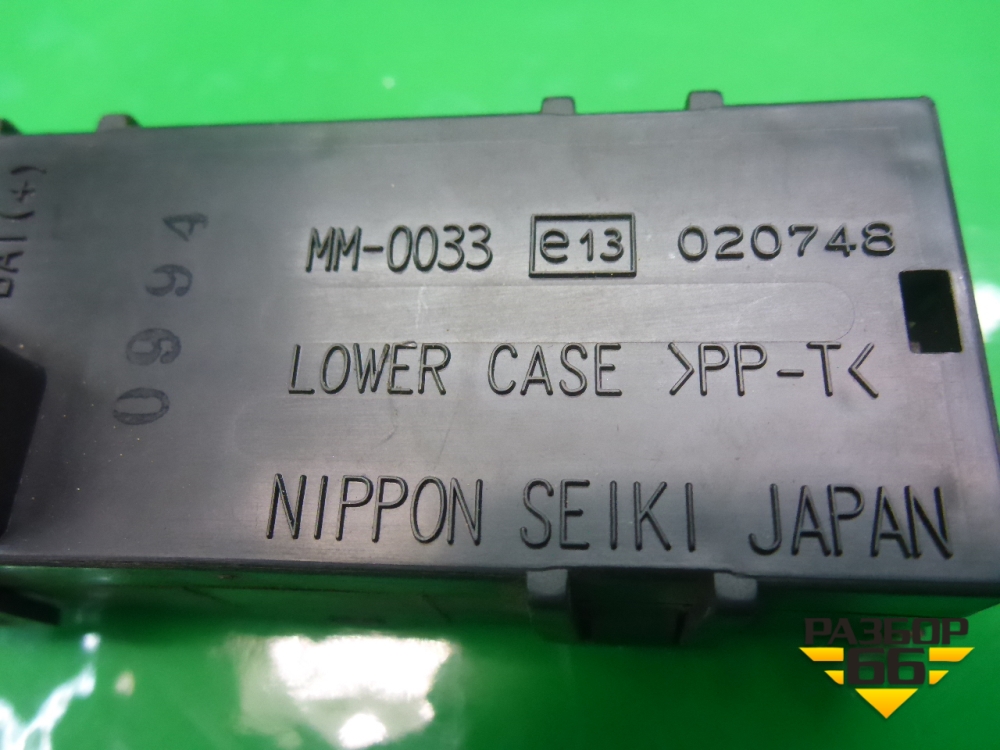 BAT(+)
0994
MM-0033 e13 020748
LOWER CASE >PP-T<
NIPPON SEIKI JAPAN
РАЗБОР
66